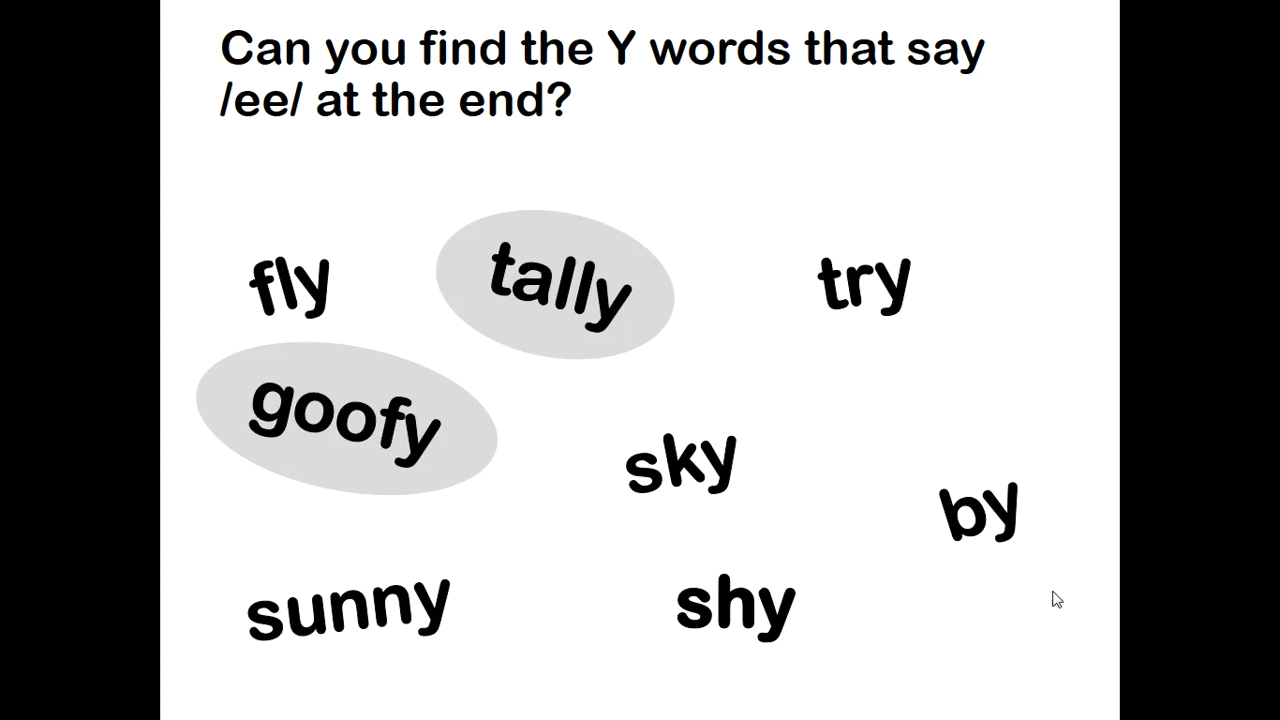 Can you find the Y words that say
/ee/ at the end?
fly
tally
try
goofy
sky
by
sunny
shy